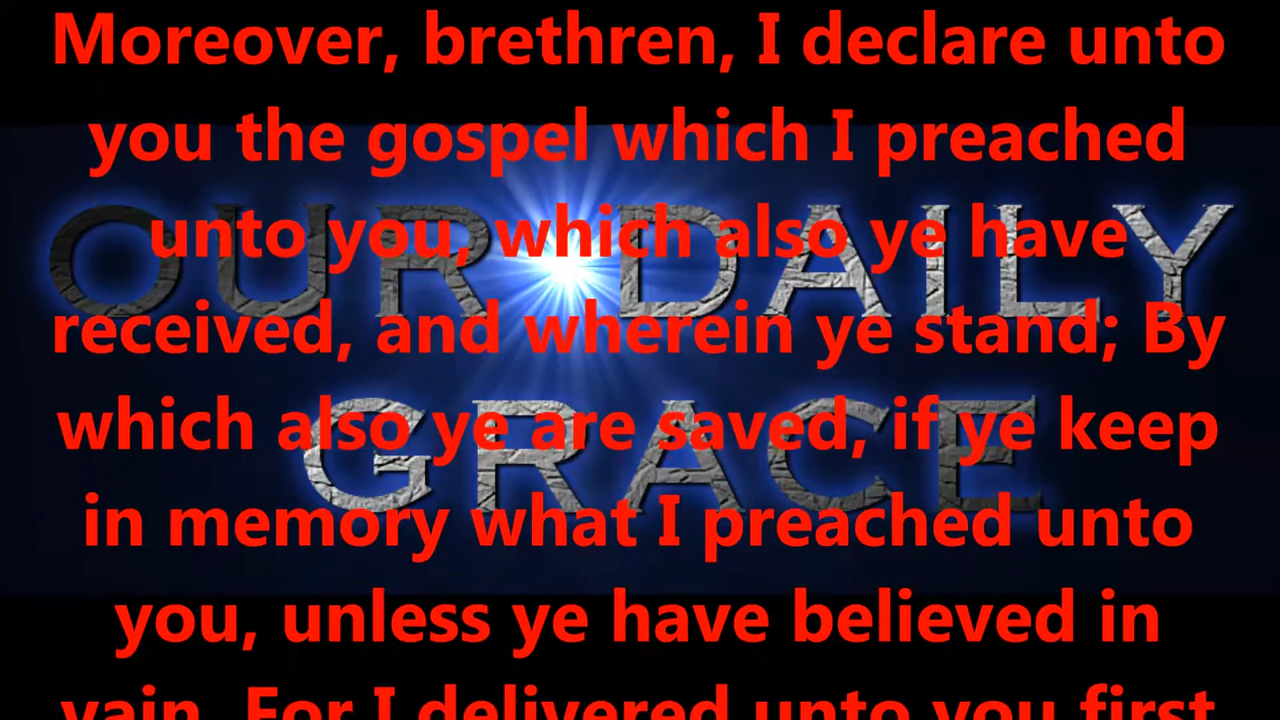 Moreover, brethren, I declare unto
you the gospel which I preached
unto you, which also ye have
received, and wherein ye stand; By
which also ye are saved, if ye keep
in memory what I preached unto
you, unless ye have believed in
vain. For I delivered unto you first
OUR DAILY
GRACE